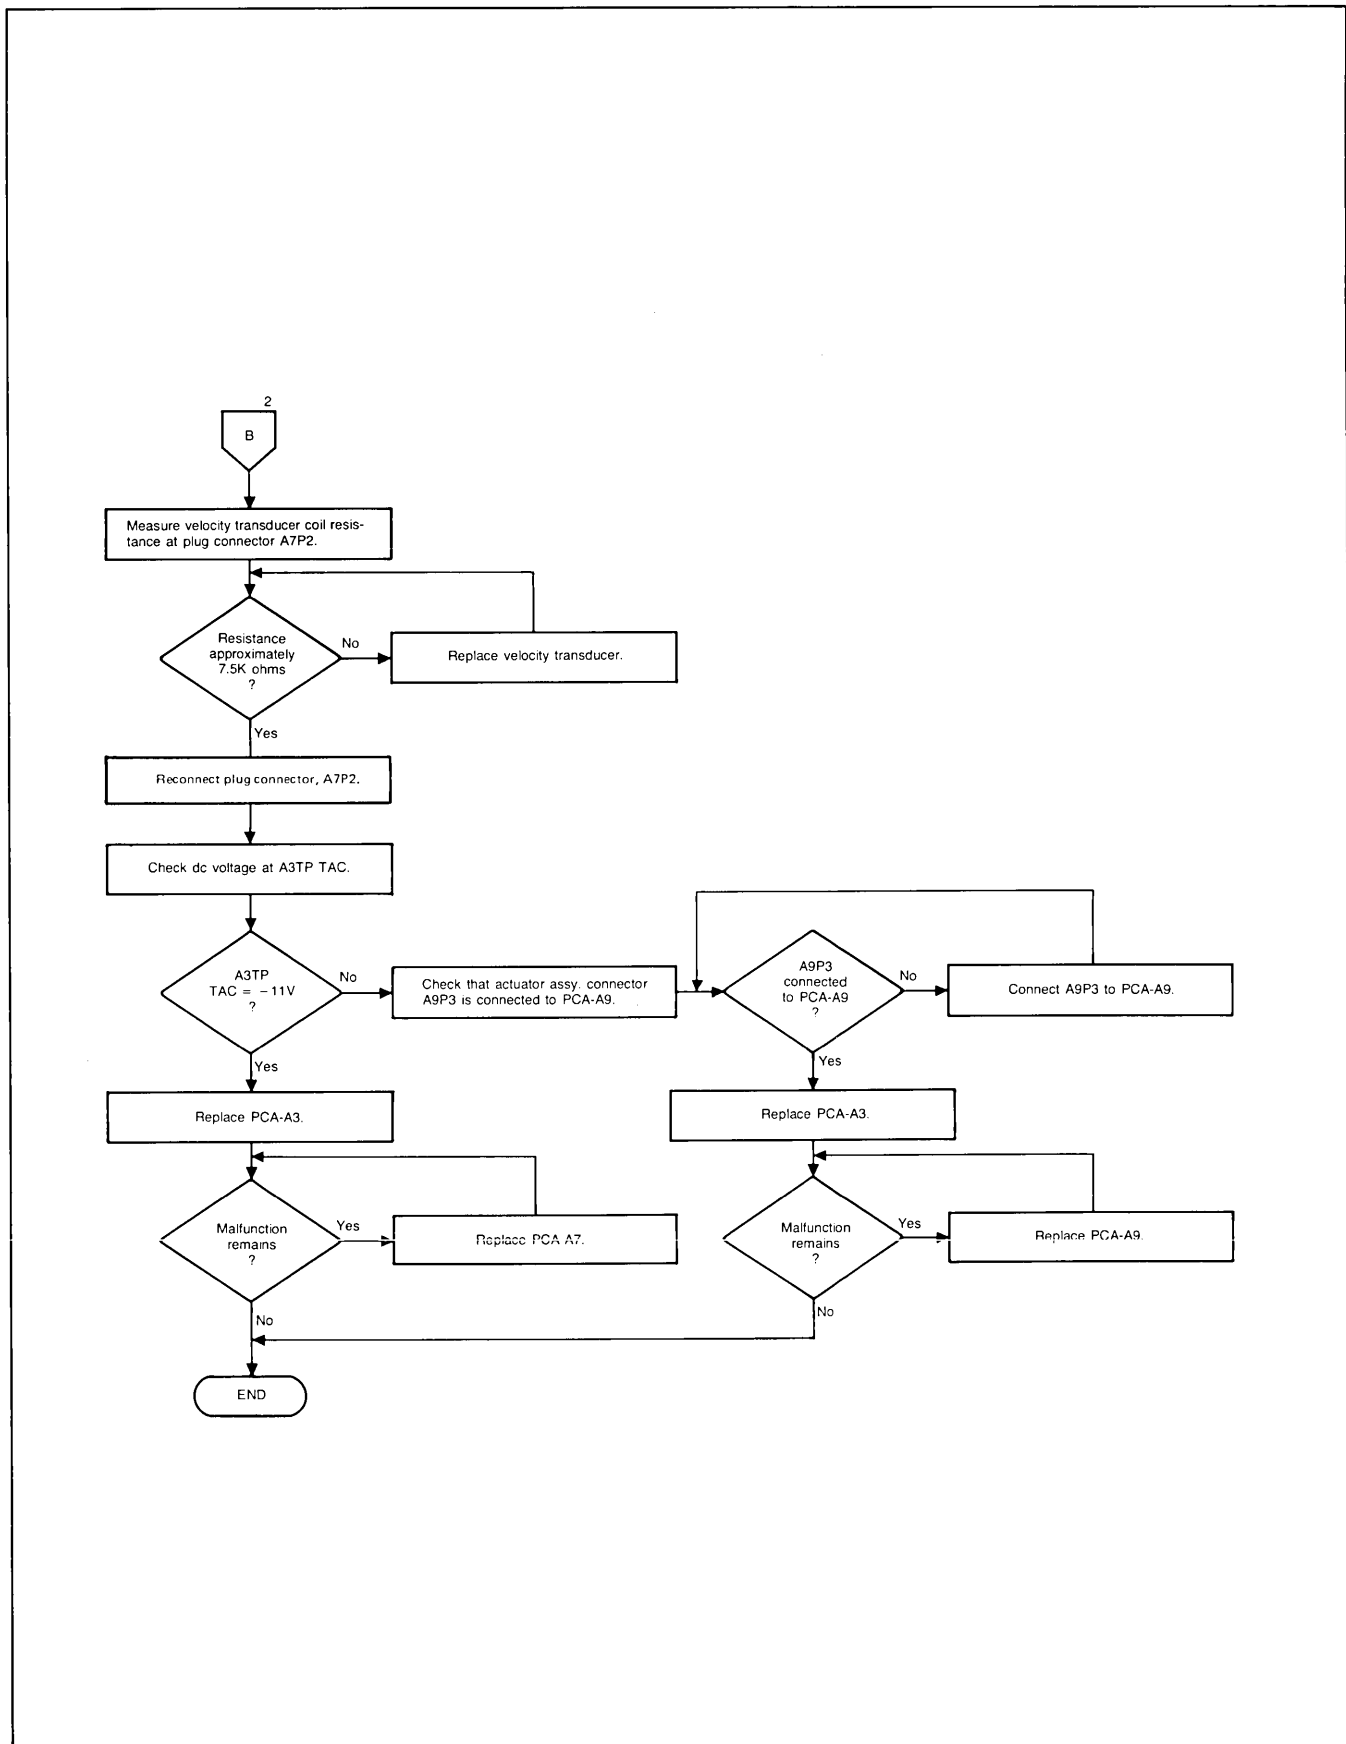 2
B
Measure velocity transducer coil resis-
tance at plug connector A7P2.
Resistance
approximately
7.5K ohms
?
No
Replace velocity transducer.
Yes
Reconnect plug connector, A7P2.
Check dc voltage at A3TP TAC.
A3TP
TAC = −11V
?
No
Check that actuator assy. connector
A9P3 is connected to PCA-A9.
A9P3
connected
to PCA-A9
?
No
Connect A9P3 to PCA-A9.
Yes
Yes
Replace PCA-A3.
Replace PCA-A3.
Malfunction
remains
?
Yes
Replace PCA A7.
Malfunction
remains
?
Yes
Replace PCA-A9.
No
No
END